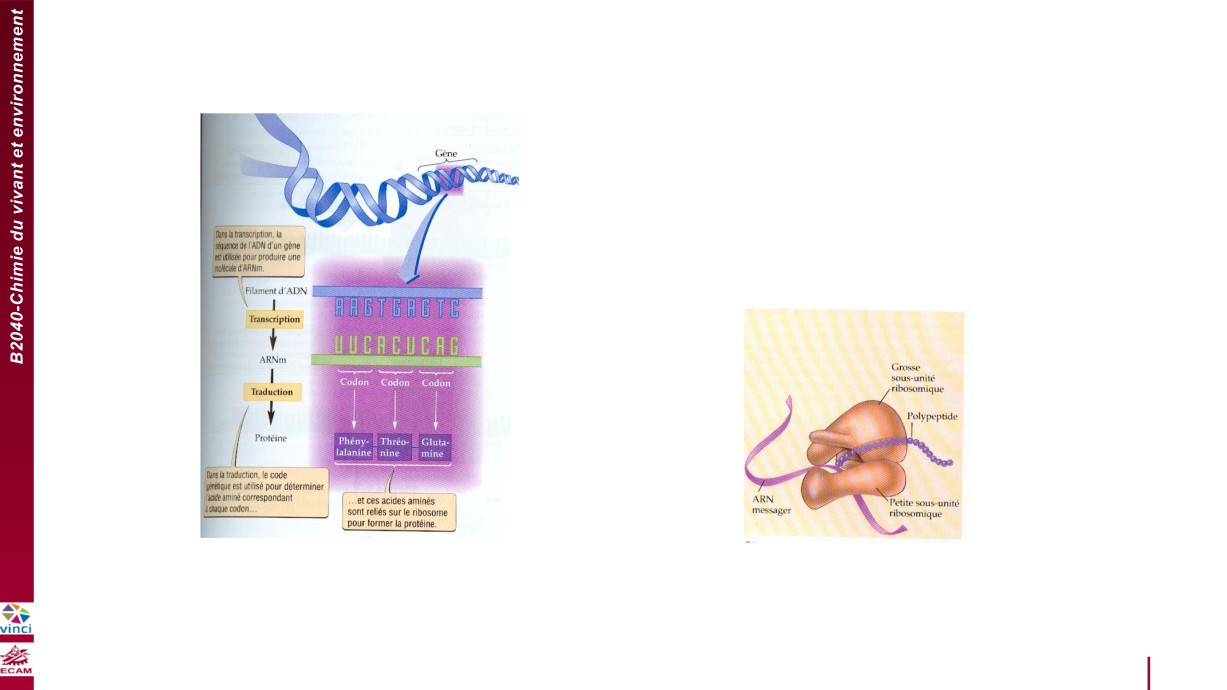 B2040-Chimie du vivant et environnement
Gène
Dans la transcription, la
séquence de l'ADN d'un gène
est utilisée pour produire une
molécule d'ARNm.
Filament d'ADN
Transcription
ARNm
Traduction
Protéine
Dans la traduction, le code
génétique est utilisé pour déterminer
l'acide aminé correspondant
à chaque codon…
AAGTGAGTC
UUCACUCAG
Codon Codon Codon
Phény-
lalanine
Thréo-
nine
Gluta-
mine
…et ces acides aminés
sont reliés sur le ribosome
pour former la protéine.
Grosse
sous-unité
ribosomique
Polypeptide
ARN
messager
Petite sous-unité
ribosomique
vinci
ECAM